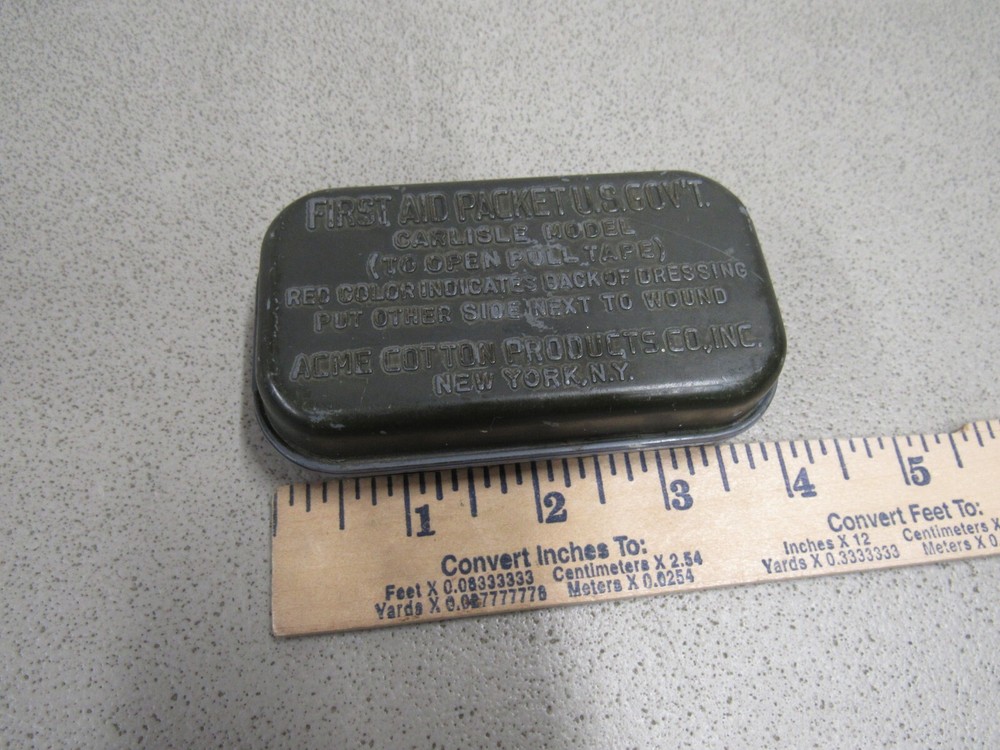 FIRST AID PACKET U.S. GOV'T.
CARLISLE MODEL
(TO OPEN PULL TAPE)
RED COLOR INDICATES BACK OF DRESSING
PUT OTHER SIDE NEXT TO WOUND
ACME COTTON PRODUCTS. CO., INC.
NEW YORK, N.Y.
1 2 3 4 5
Convert Inches To:
Feet X 0.08333333 Centimeters X 2.54
Yards X 0.027777778 Meters X 0.0254
Convert Feet To:
Inches X 12 Centimeters X
Yards X 0.3333333 Meters X 0.